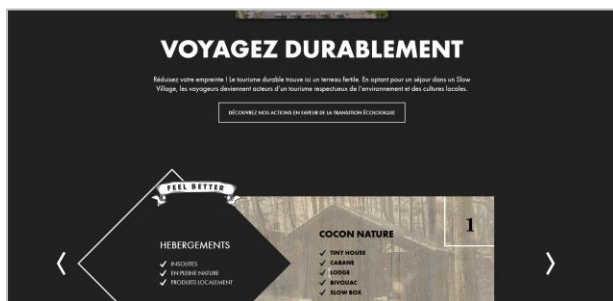 VOYAGEZ DURABLEMENT
Réduisez votre empreinte ! Le tourisme durable trouve ici un terreau fertile. En optant pour un séjour dans un Slow
Village, les voyageurs deviennent acteurs d'un tourisme respectueux de l'environnement et des cultures locales.
DÉCOUVREZ NOS ACTIONS EN FAVEUR DE LA TRANSITION ÉCOLOGIQUE
FEEL BETTER
HEBERGEMENTS
✓ INSOLITES
✓ EN PLEINE NATURE
✓ PRODUITS LOCALEMENT
COCON NATURE
✓ TINY HOUSE
✓ CABANE
✓ LODGE
✓ BIVOUAC
✓ SLOW BOX
1